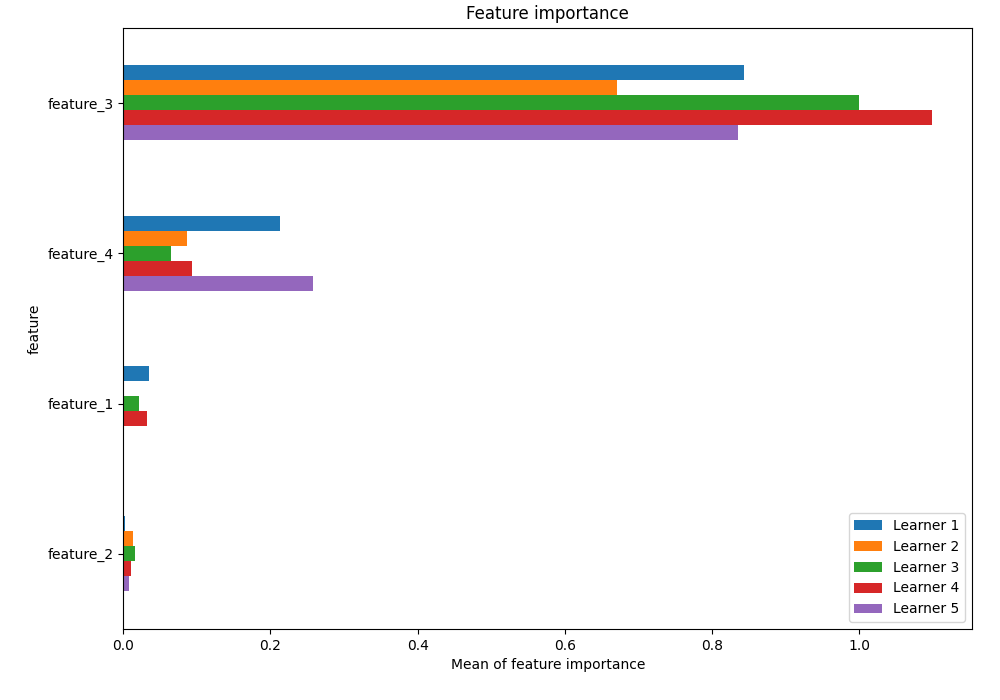 Feature importance
feature_3
feature_4
feature_1
feature_2
feature
0.0 0.2 0.4 0.6 0.8 1.0
Mean of feature importance
Learner 1
Learner 2
Learner 3
Learner 4
Learner 5